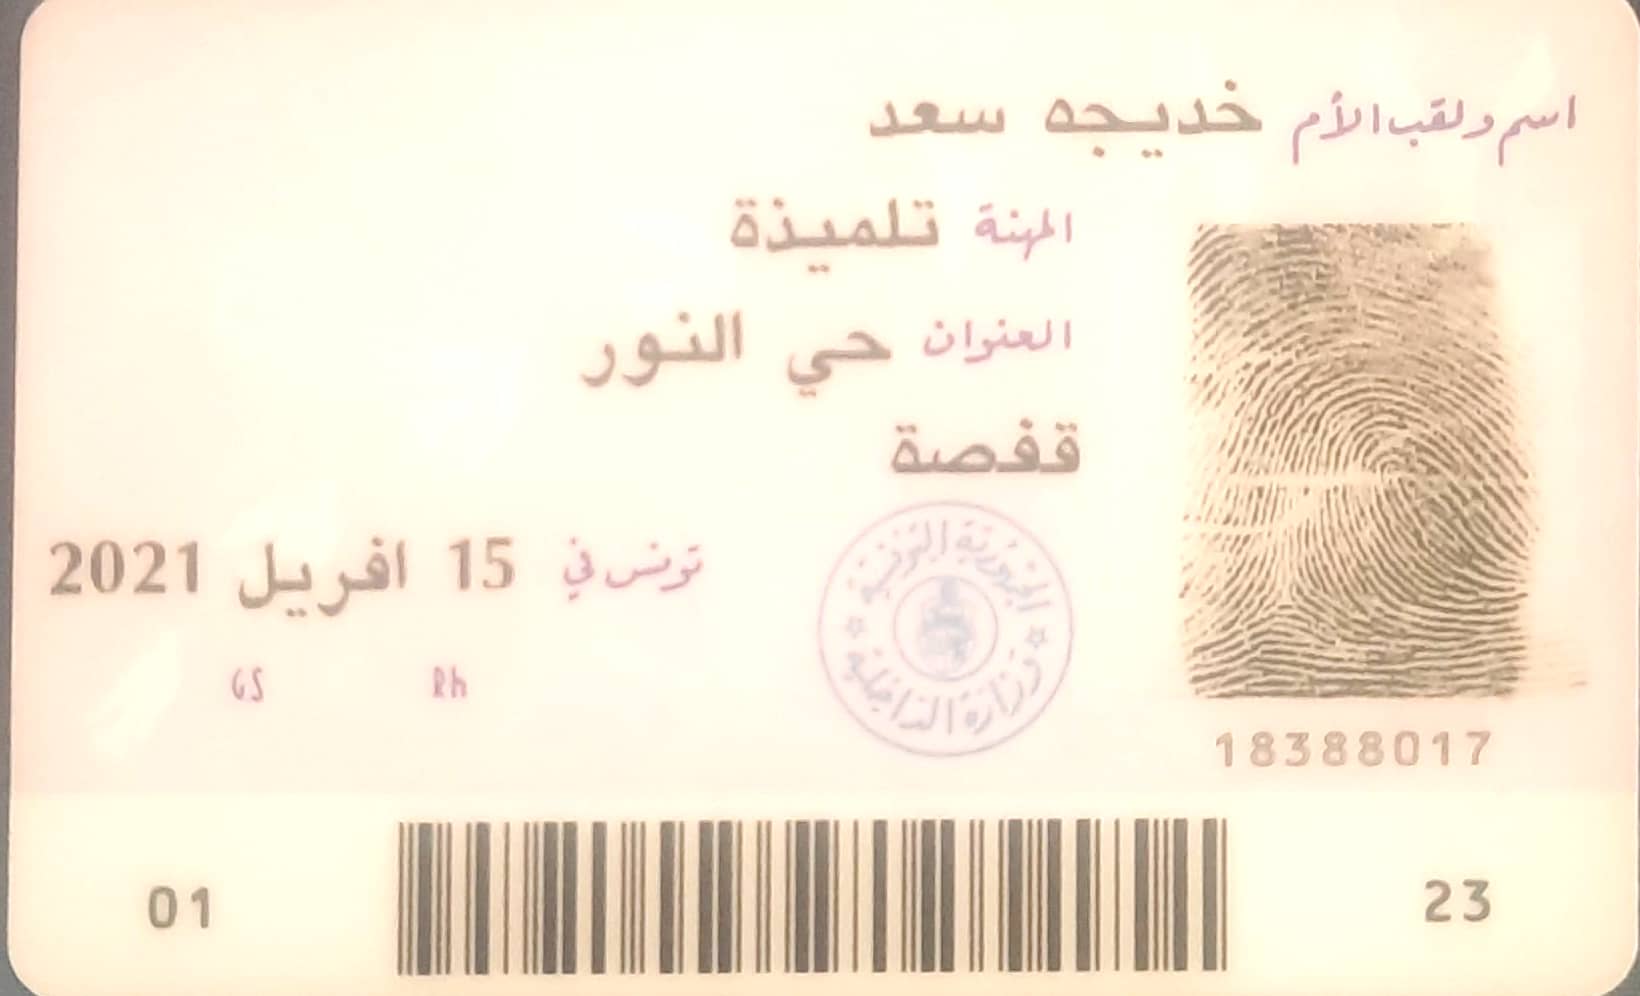 اسم ولقب الأم خديجه سعد
المهنة تلميذة
العنوان حي النور
قفصة
تونس في 15 افريل 2021
GS Rh
الجمهورية التونسية
وزارة الداخلية
18388017
01 23